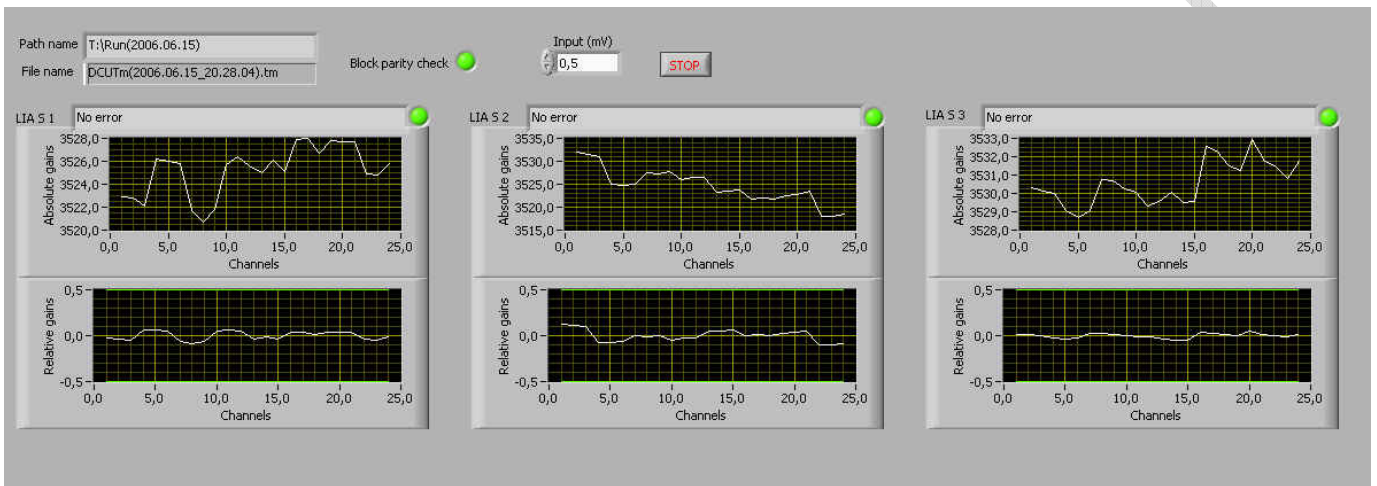 Path name T:\Run(2006.06.15)
File name DCUTm(2006.06.15_20.28.04).tm
Block parity check
Input (mV)
0,5
STOP
LIA S 1 No error
Absolute gains
3528,0
3526,0
3524,0
3522,0
3520,0
0,0 5,0 10,0 15,0 20,0 25,0
Channels
Relative gains
0,5
0,0
-0,5
0,0 5,0 10,0 15,0 20,0 25,0
Channels
LIA S 2 No error
Absolute gains
3535,0
3530,0
3525,0
3520,0
3515,0
0,0 5,0 10,0 15,0 20,0 25,0
Channels
Relative gains
0,5
0,0
-0,5
0,0 5,0 10,0 15,0 20,0 25,0
Channels
LIA S 3 No error
Absolute gains
3533,0
3532,0
3531,0
3530,0
3529,0
3528,0
0,0 5,0 10,0 15,0 20,0 25,0
Channels
Relative gains
0,5
0,0
-0,5
0,0 5,0 10,0 15,0 20,0 25,0
Channels